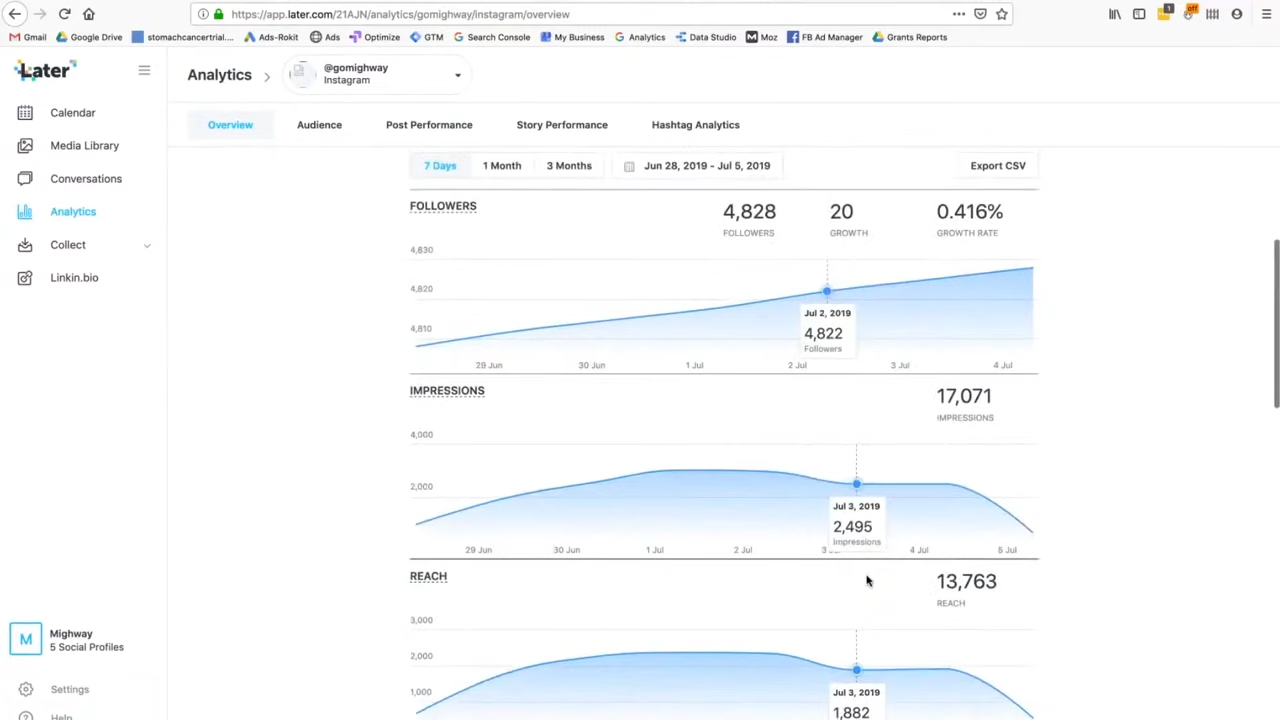 https://app.later.com/21AJN/analytics/gomighway/instagram/overview
1
off
Gmail
Google Drive
stomachcancertrial...
Ads-Rokit
Ads
Optimize
GTM
Search Console
My Business
Analytics
Data Studio
Moz
FB Ad Manager
Grants Reports
Later
Analytics
@gomighway
Instagram
Calendar
Media Library
Conversations
Analytics
Collect
Linkin.bio
Mighway
5 Social Profiles
M
Settings
Help
Overview
Audience
Post Performance
Story Performance
Hashtag Analytics
7 Days
1 Month
3 Months
Jun 28, 2019 - Jul 5, 2019
Export CSV
FOLLOWERS
4,828
FOLLOWERS
20
GROWTH
0.416%
GROWTH RATE
4,830
4,820
4,810
Jul 2, 2019
4,822
Followers
29 Jun
30 Jun
1 Jul
2 Jul
3 Jul
4 Jul
IMPRESSIONS
17,071
IMPRESSIONS
4,000
2,000
Jul 3, 2019
2,495
Impressions
29 Jun
30 Jun
1 Jul
2 Jul
4 Jul
5 Jul
REACH
13,763
REACH
3,000
2,000
1,000
Jul 3, 2019
1,882